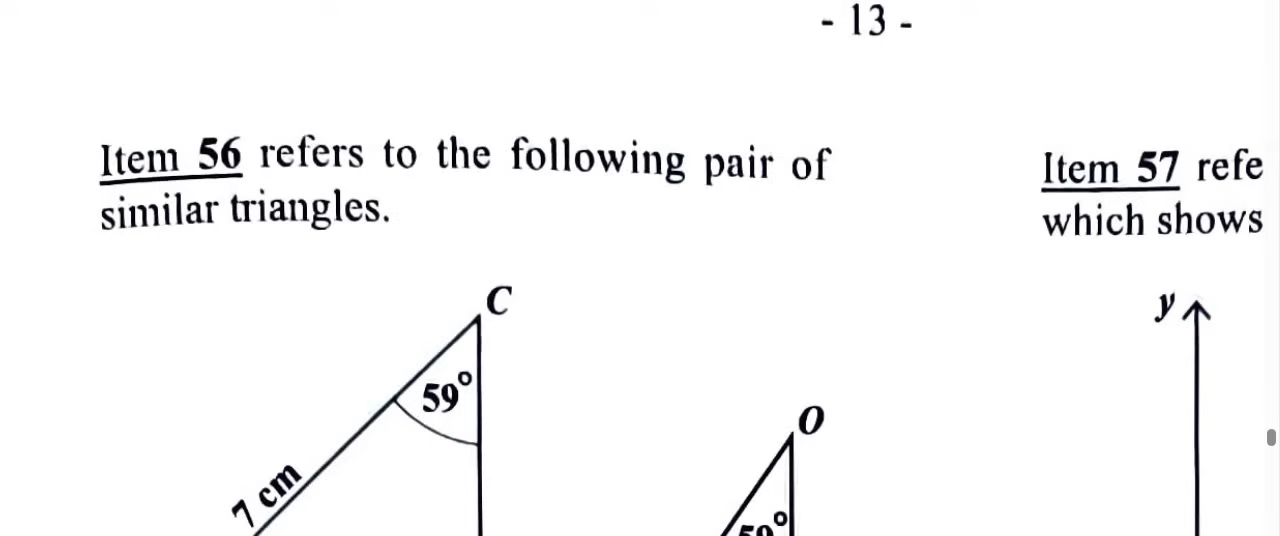 - 13 -
Item 56 refers to the following pair of
similar triangles.
C
59°
7 cm
O
59°
Item 57 refe
which shows
y